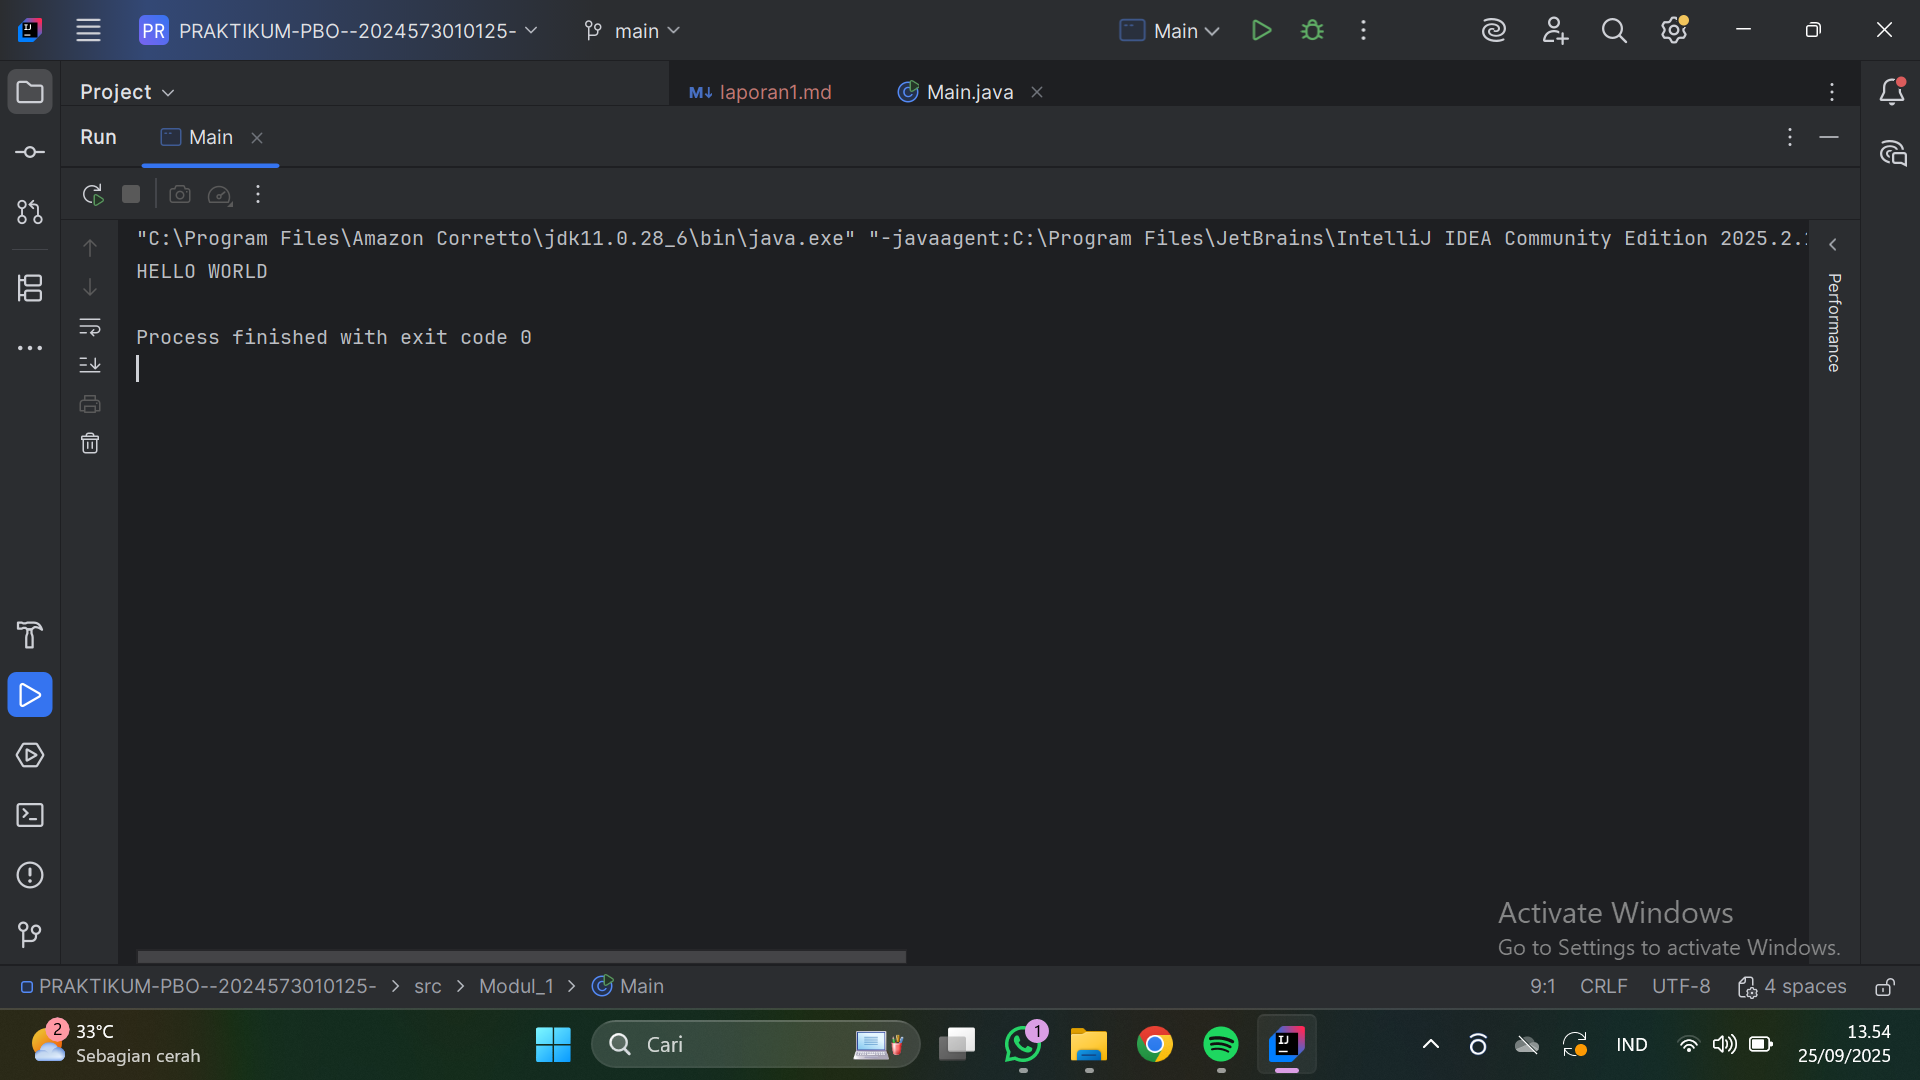 PR PRAKTIKUM-PBO--2024573010125-
main
Main
Project
M↓ laporan1.md
Main.java
Run
Main
"C:\Program Files\Amazon Corretto\jdk11.0.28_6\bin\java.exe" "-javaagent:C:\Program Files\JetBrains\IntelliJ IDEA Community Edition 2025.2.
HELLO WORLD
Process finished with exit code 0
Performance
Activate Windows
Go to Settings to activate Windows.
PRAKTIKUM-PBO--2024573010125- > src > Modul_1 > Main
9:1 CRLF UTF-8 4 spaces
2
33°C
Sebagian cerah
Cari
1
IND
13.54
25/09/2025